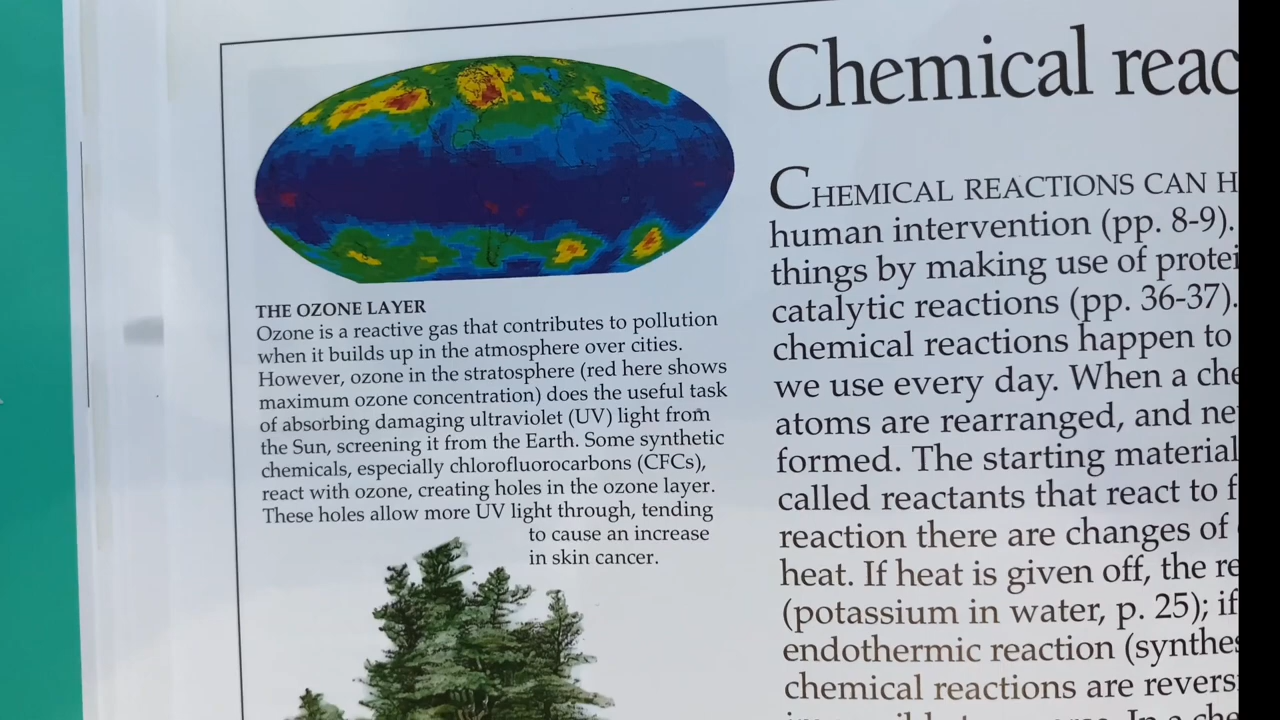 THE OZONE LAYER
Ozone is a reactive gas that contributes to pollution
when it builds up in the atmosphere over cities.
However, ozone in the stratosphere (red here shows
maximum ozone concentration) does the useful task
of absorbing damaging ultraviolet (UV) light from
the Sun, screening it from the Earth. Some synthetic
chemicals, especially chlorofluorocarbons (CFCs),
react with ozone, creating holes in the ozone layer.
These holes allow more UV light through, tending
to cause an increase
in skin cancer.
Chemical reac
CHEMICAL REACTIONS CAN H
human intervention (pp. 8-9).
things by making use of protei
catalytic reactions (pp. 36-37).
chemical reactions happen to
we use every day. When a che
atoms are rearranged, and ne
formed. The starting material
called reactants that react to f
reaction there are changes of
heat. If heat is given off, the re
(potassium in water, p. 25); if
endothermic reaction (synthes
chemical reactions are revers